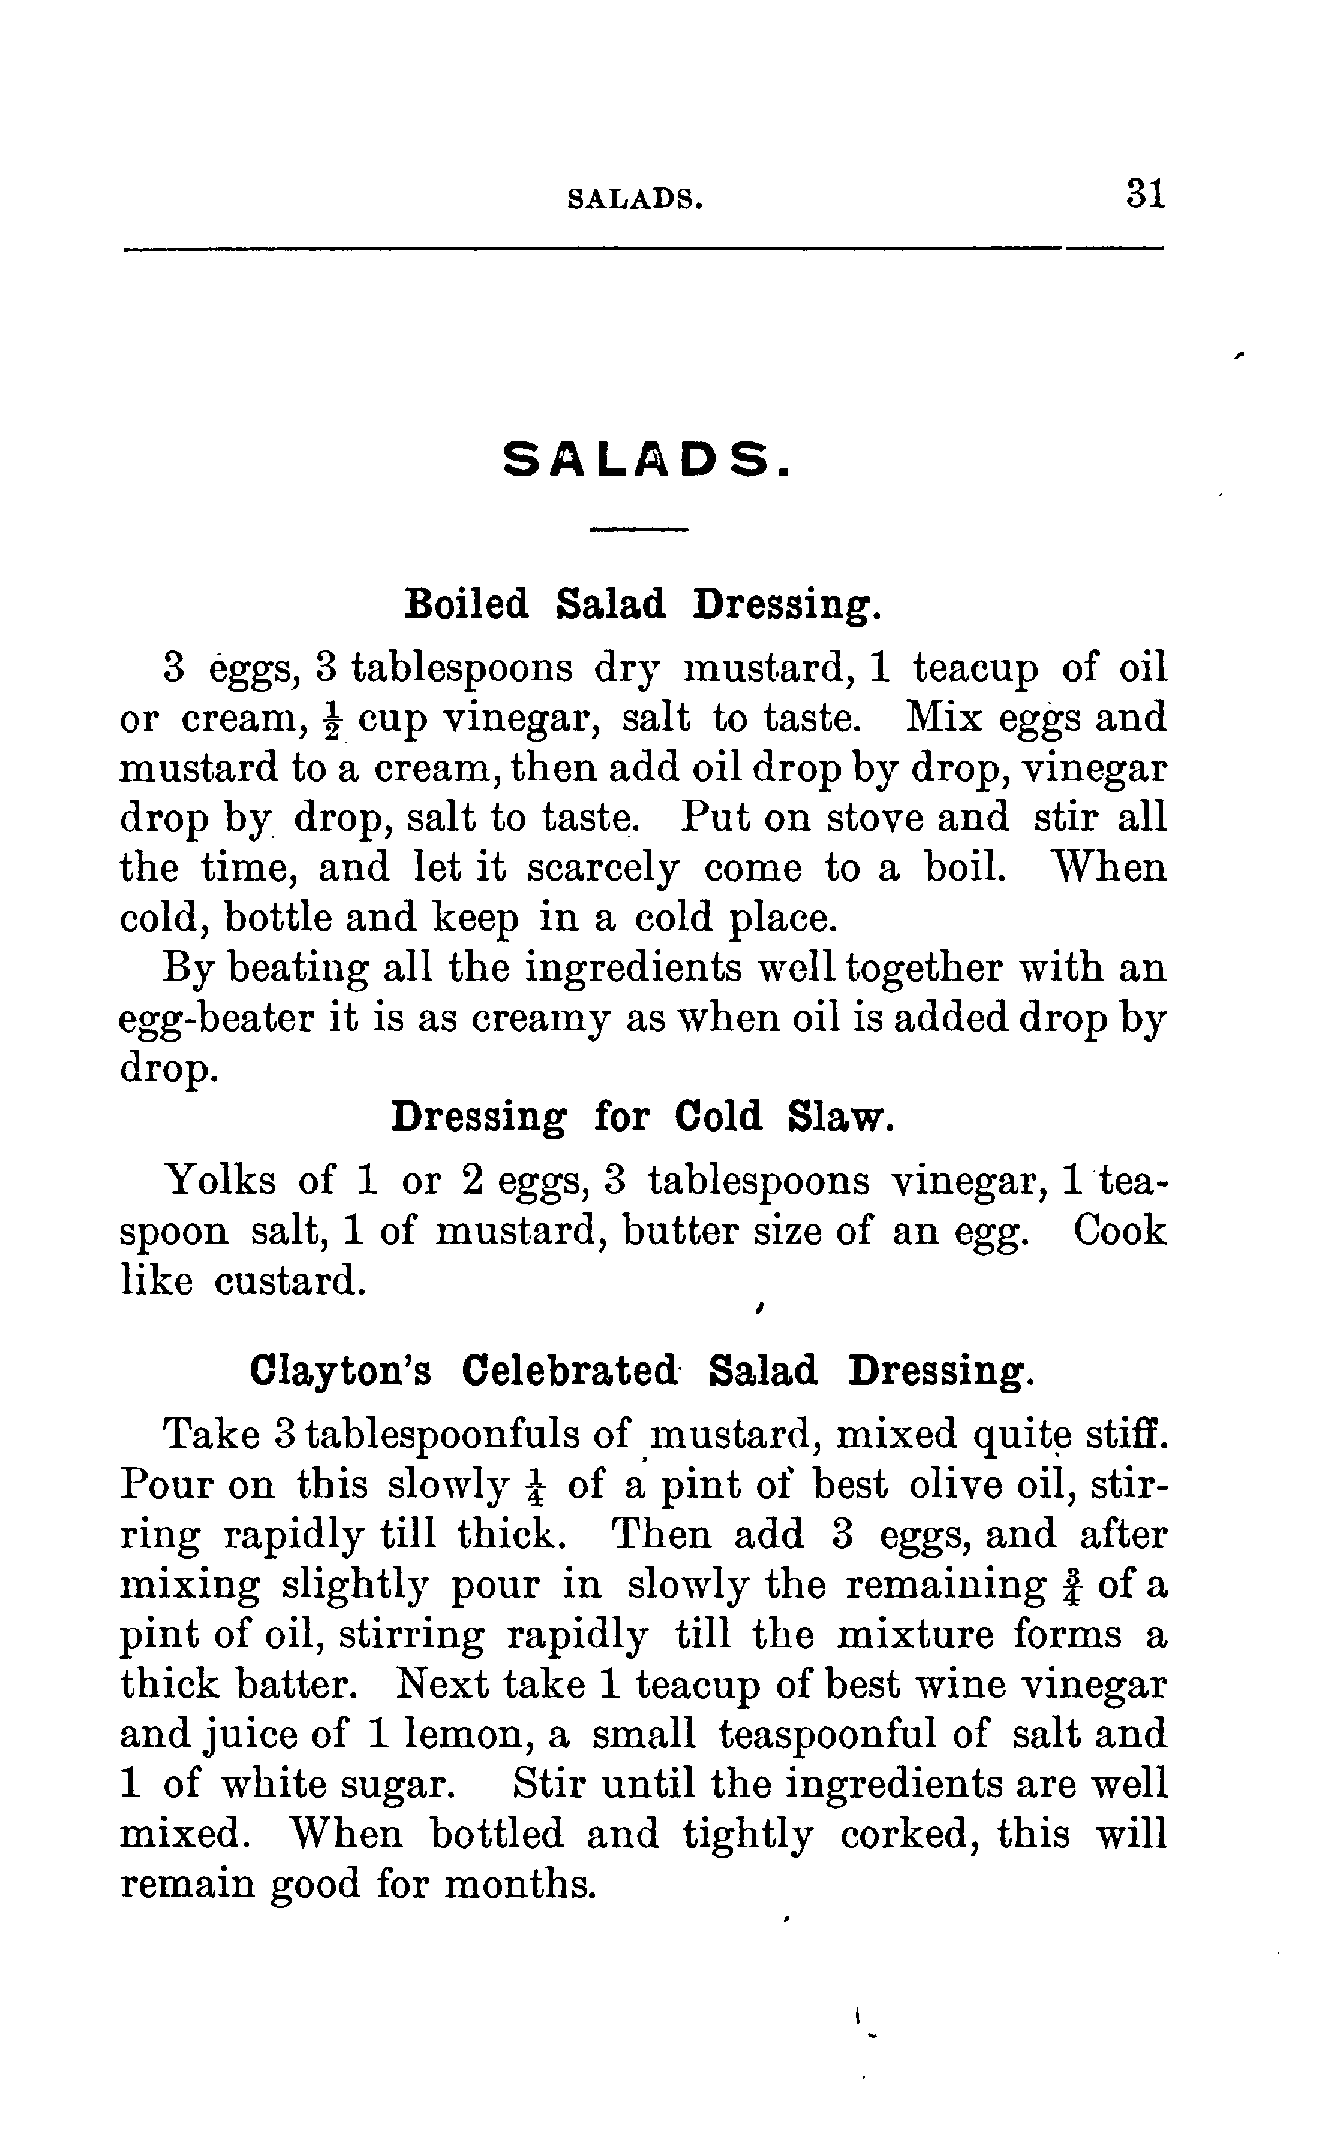 SALADS. 31
SALADS.
Boiled Salad Dressing.
3 eggs, 3 tablespoons dry mustard, 1 teacup of oil
or cream, ½ cup vinegar, salt to taste. Mix eggs and
mustard to a cream, then add oil drop by drop, vinegar
drop by drop, salt to taste. Put on stove and stir all
the time, and let it scarcely come to a boil. When
cold, bottle and keep in a cold place.
By beating all the ingredients well together with an
egg-beater it is as creamy as when oil is added drop by
drop.
Dressing for Cold Slaw.
Yolks of 1 or 2 eggs, 3 tablespoons vinegar, 1 tea-
spoon salt, 1 of mustard, butter size of an egg. Cook
like custard.
Clayton's Celebrated Salad Dressing.
Take 3 tablespoonfuls of mustard, mixed quite stiff.
Pour on this slowly ¼ of a pint of best olive oil, stir-
ring rapidly till thick. Then add 3 eggs, and after
mixing slightly pour in slowly the remaining ¾ of a
pint of oil, stirring rapidly till the mixture forms a
thick batter. Next take 1 teacup of best wine vinegar
and juice of 1 lemon, a small teaspoonful of salt and
1 of white sugar. Stir until the ingredients are well
mixed. When bottled and tightly corked, this will
remain good for months.